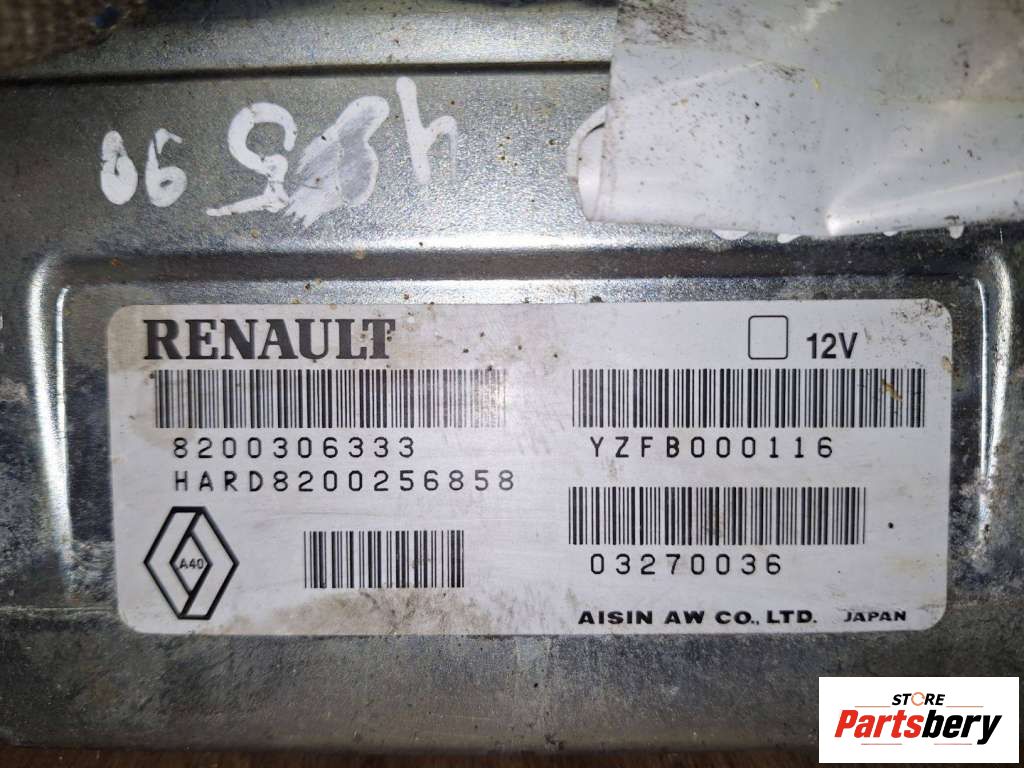 RENAULT
12V
8200306333
YZFB000116
HARD8200256858
A40
03270036
AISIN AW CO., LTD. JAPAN
STORE
Partsbery